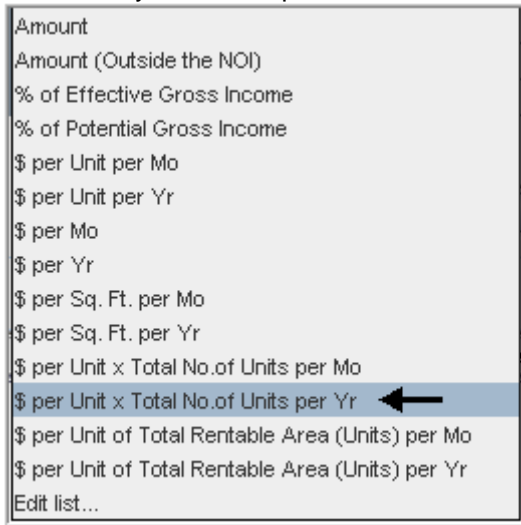 Amount
Amount (Outside the NOI)
% of Effective Gross Income
% of Potential Gross Income
$ per Unit per Mo
$ per Unit per Yr
$ per Mo
$ per Yr
$ per Sq. Ft. per Mo
$ per Sq. Ft. per Yr
$ per Unit x Total No.of Units per Mo
$ per Unit x Total No.of Units per Yr
$ per Unit of Total Rentable Area (Units) per Mo
$ per Unit of Total Rentable Area (Units) per Yr
Edit list...